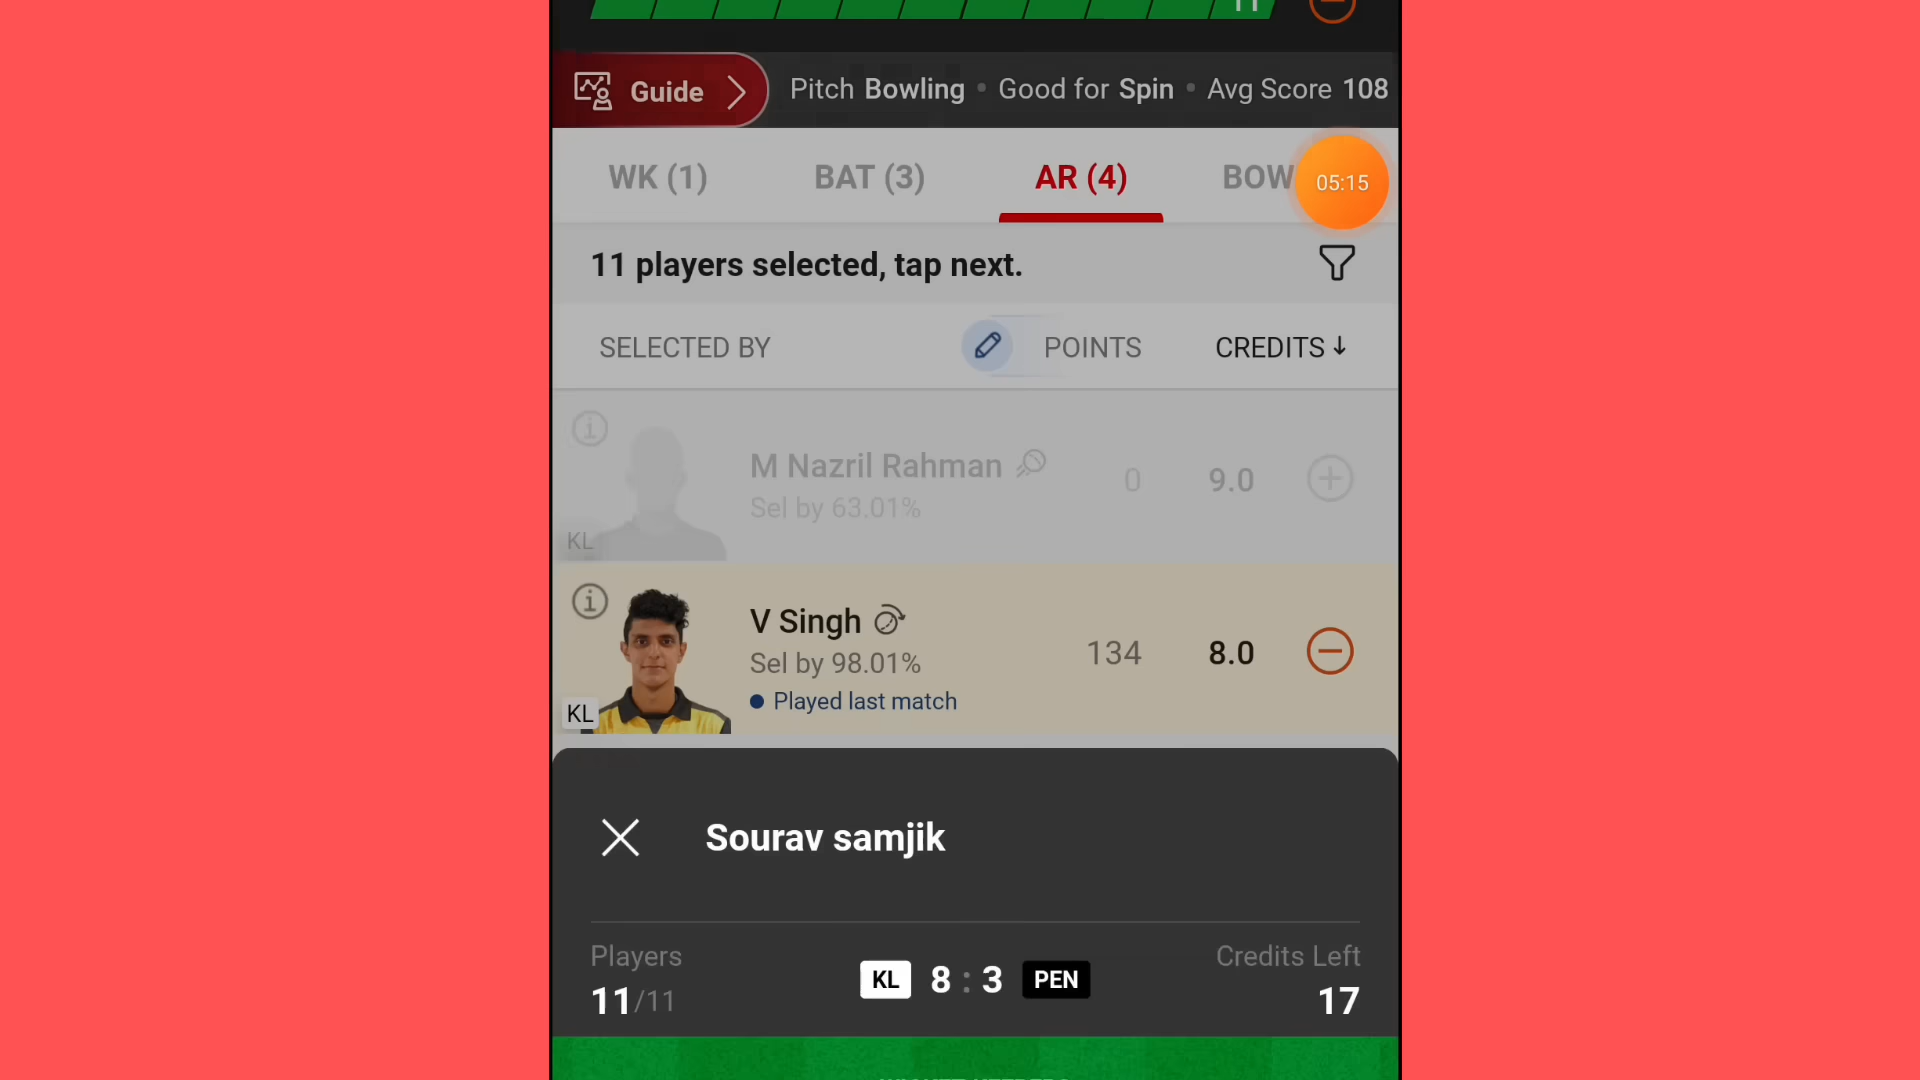 11
Guide
Pitch Bowling • Good for Spin • Avg Score 108
WK (1) BAT (3) AR (4) BOW
05:15
11 players selected, tap next.
SELECTED BY POINTS CREDITS ↓
M Nazril Rahman 0 9.0
Sel by 63.01%
KL
V Singh 134 8.0
Sel by 98.01%
Played last match
KL
Sourav samjik
Players Credits Left
KL 8 : 3 PEN
11/11 17